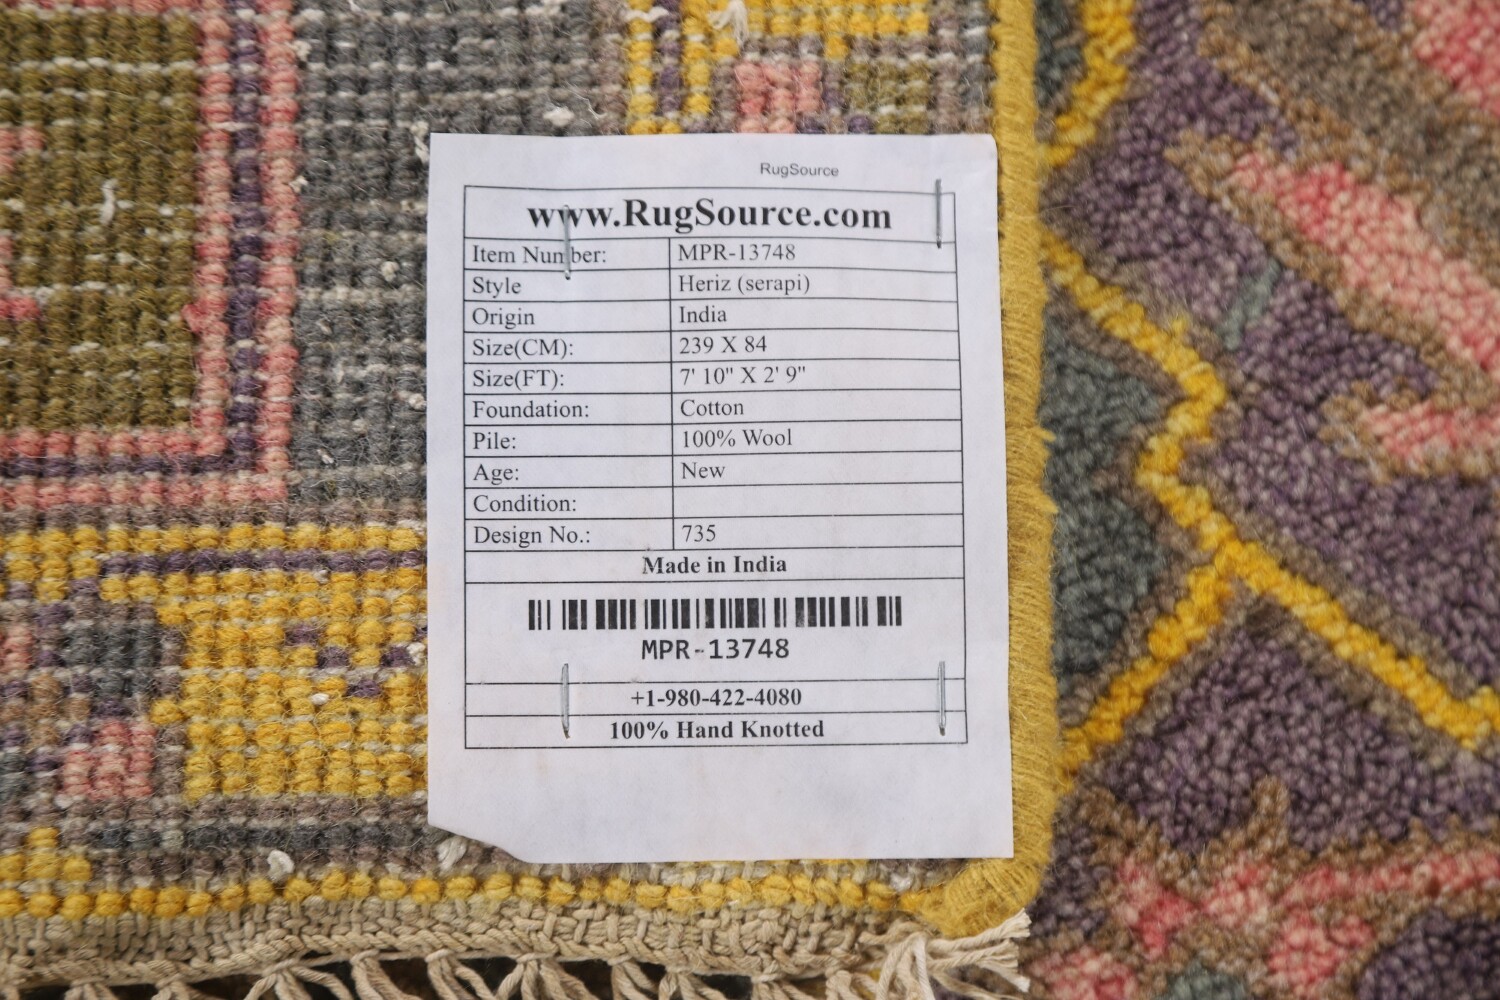 RugSource
www.RugSource.com
Item Number: MPR-13748
Style Heriz (serapi)
Origin India
Size(CM): 239 X 84
Size(FT): 7' 10" X 2' 9"
Foundation: Cotton
Pile: 100% Wool
Age: New
Condition:
Design No.: 735
Made in India
MPR-13748
+1-980-422-4080
100% Hand Knotted